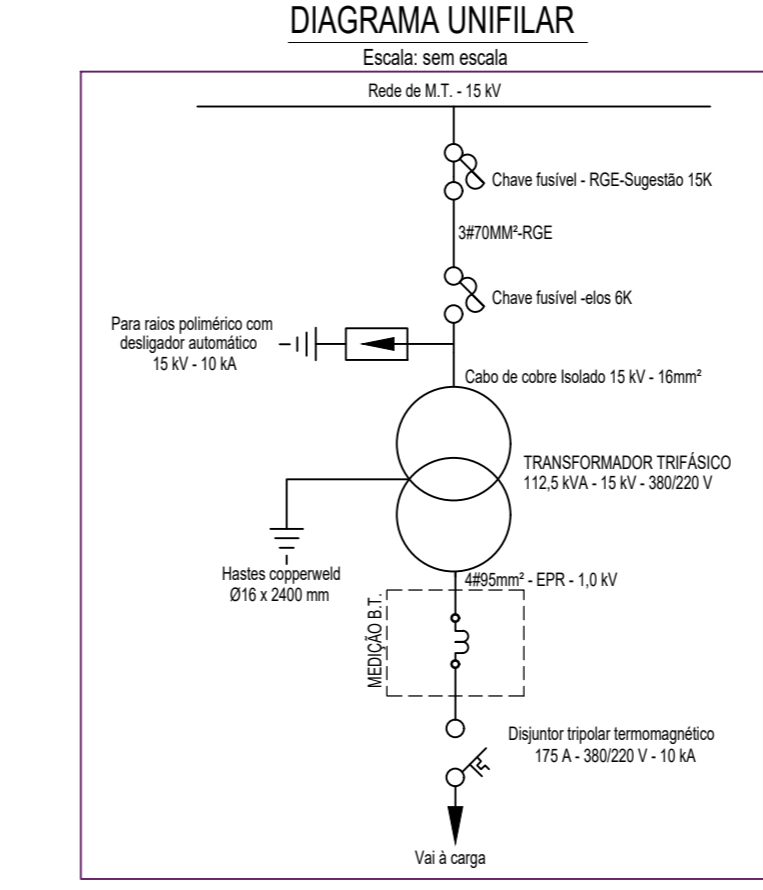 DIAGRAMA UNIFILAR
Escala: sem escala
Rede de M.T. - 15 kV
Chave fusível - RGE-Sugestão 15K
3#70MM²-RGE
Chave fusível -elos 6K
Para raios polimérico com
desligador automático
15 kV - 10 kA
Cabo de cobre Isolado 15 kV - 16mm²
TRANSFORMADOR TRIFÁSICO
112,5 kVA - 15 kV - 380/220 V
Hastes copperweld
Ø16 x 2400 mm
4#95mm² - EPR - 1,0 kV
MEDIÇÃO B.T.
Disjuntor tripolar termomagnético
175 A - 380/220 V - 10 kA
Vai à carga